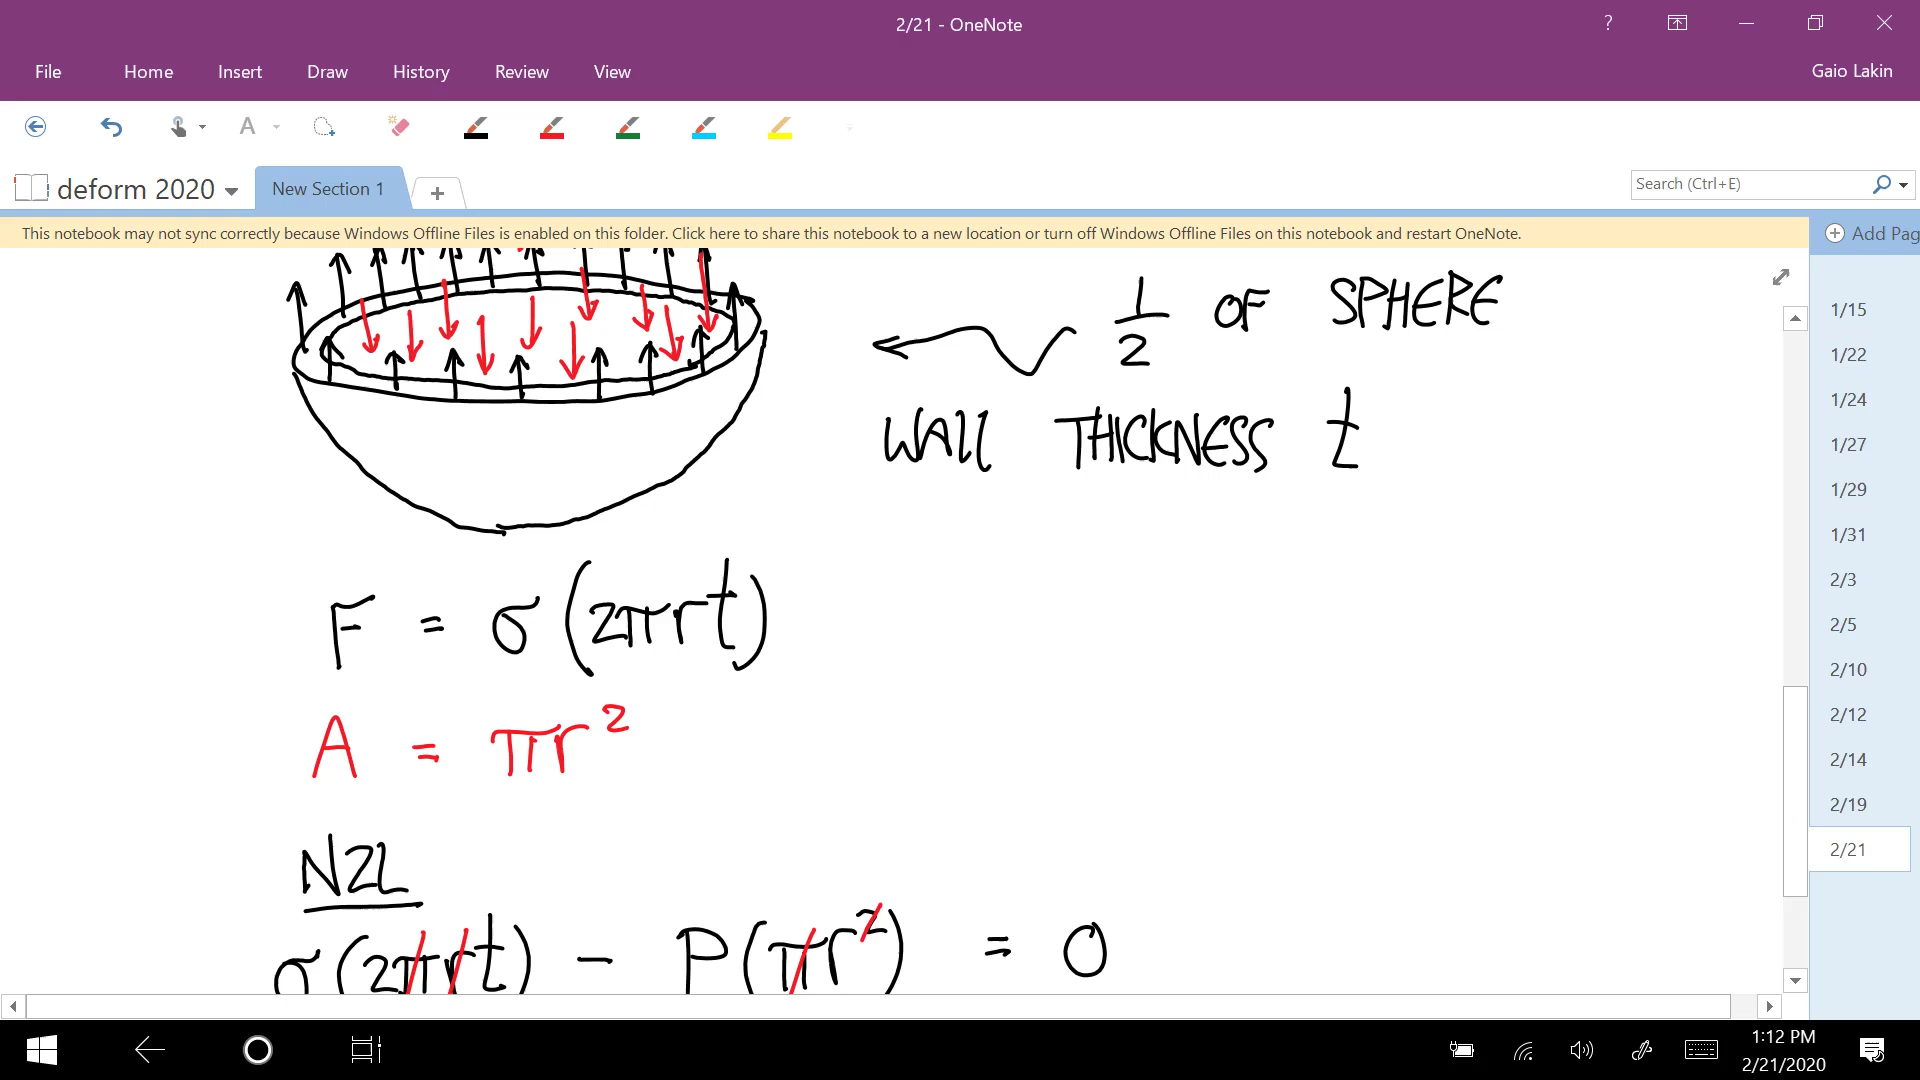 2/21 - OneNote
?
File Home Insert Draw History Review View
Gaio Lakin
A
deform 2020
New Section 1
+
Search (Ctrl+E)
This notebook may not sync correctly because Windows Offline Files is enabled on this folder. Click here to share this notebook to a new location or turn off Windows Offline Files on this notebook and restart OneNote.
Add Pag
1/2 OF SPHERE
WALL THICKNESS t
F = σ(2πrt)
A = πr²
N2L
σ(2πrt) - P(πr²) = 0
1/15
1/22
1/24
1/27
1/29
1/31
2/3
2/5
2/10
2/12
2/14
2/19
2/21
1:12 PM
2/21/2020